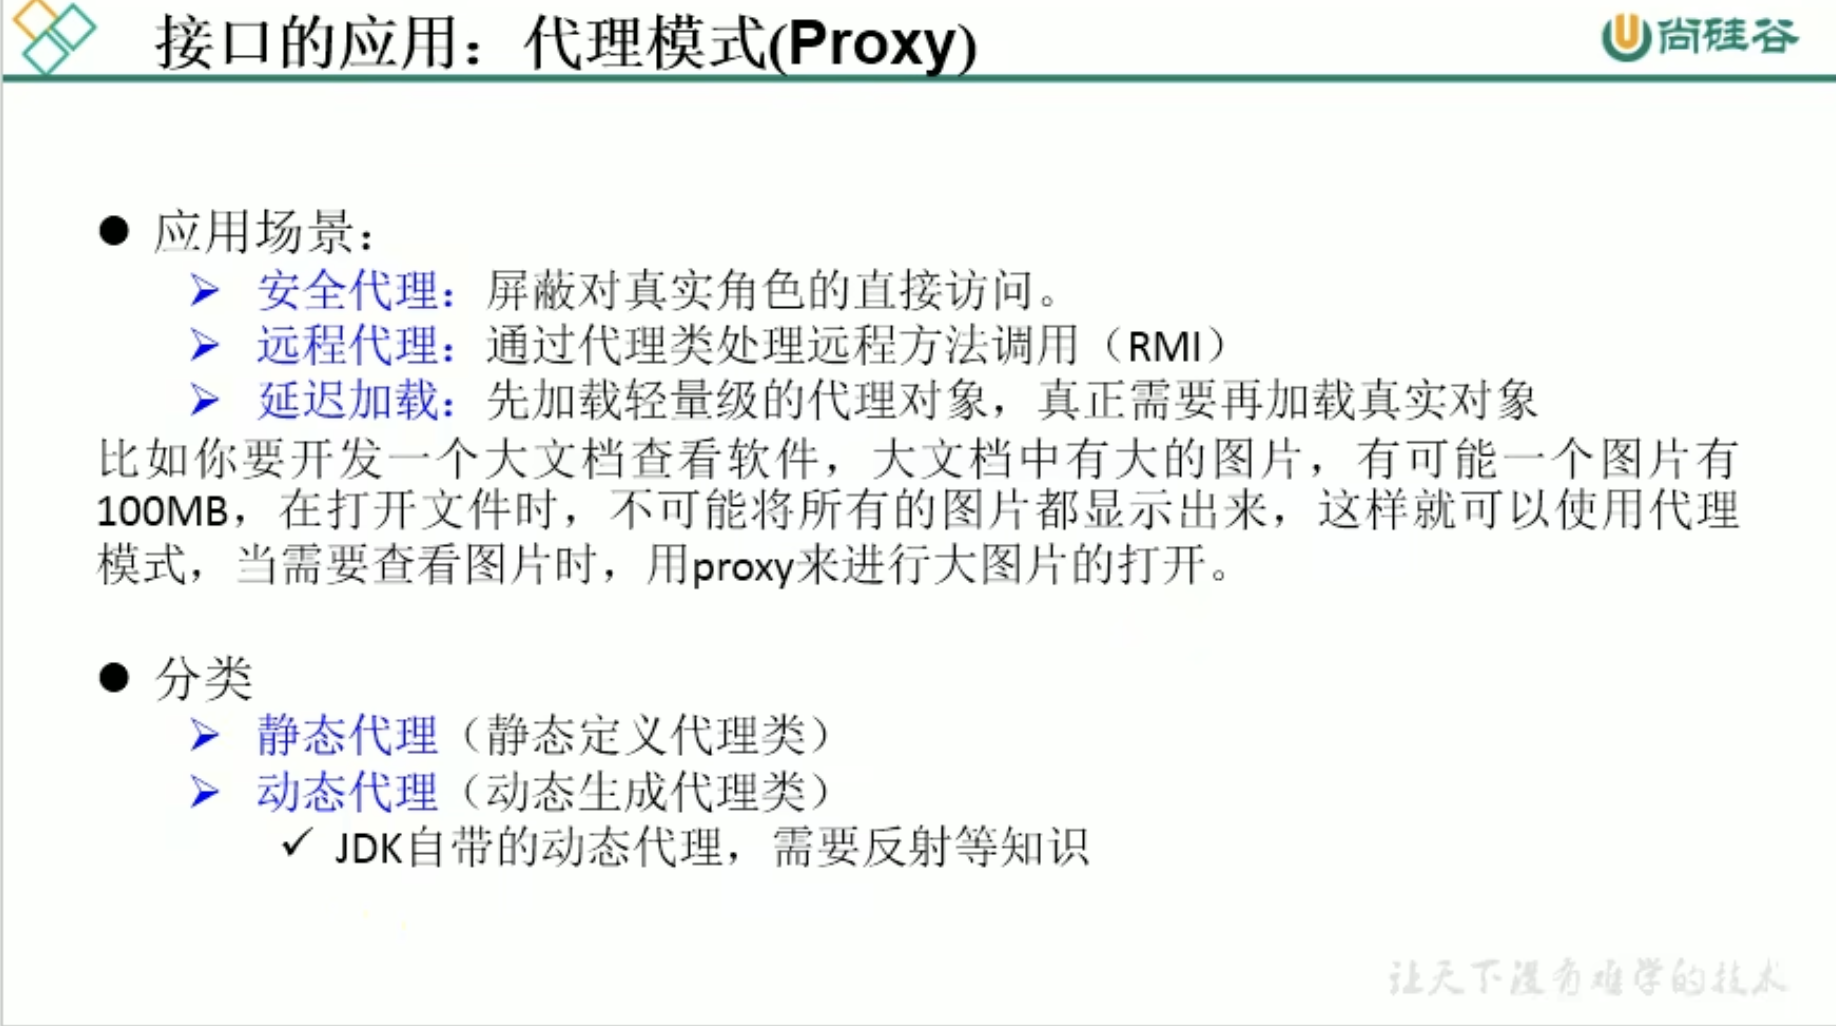 接口的应用：代理模式(Proxy)
尚硅谷
● 应用场景：
➢ 安全代理：屏蔽对真实角色的直接访问。
➢ 远程代理：通过代理类处理远程方法调用（RMI）
➢ 延迟加载：先加载轻量级的代理对象，真正需要再加载真实对象
比如你要开发一个大文档查看软件，大文档中有大的图片，有可能一个图片有
100MB，在打开文件时，不可能将所有的图片都显示出来，这样就可以使用代理
模式，当需要查看图片时，用proxy来进行大图片的打开。
● 分类
➢ 静态代理（静态定义代理类）
➢ 动态代理（动态生成代理类）
✓ JDK自带的动态代理，需要反射等知识
让天下没有难学的技术